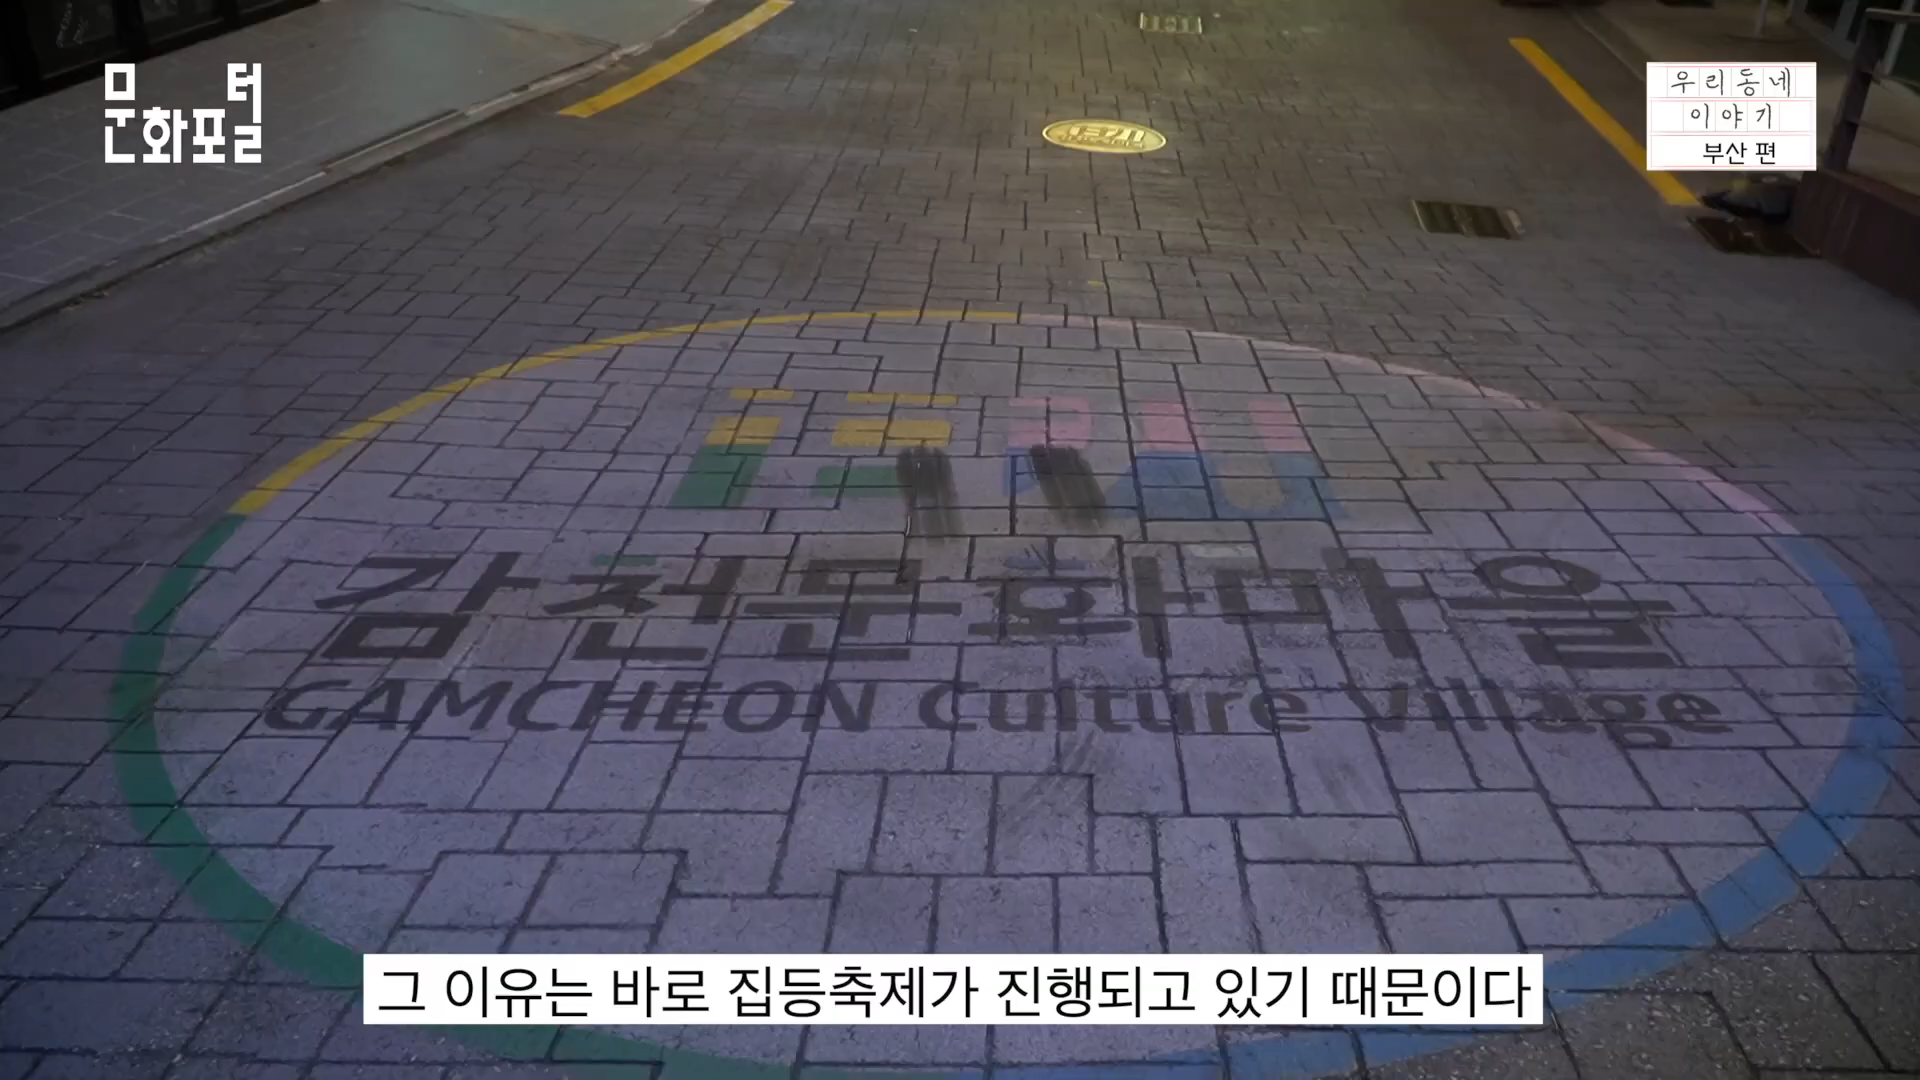 문화포털
우리동네
이야기
부산 편
감천문화마을
GAMCHEON Culture Village
그 이유는 바로 집등축제가 진행되고 있기 때문이다